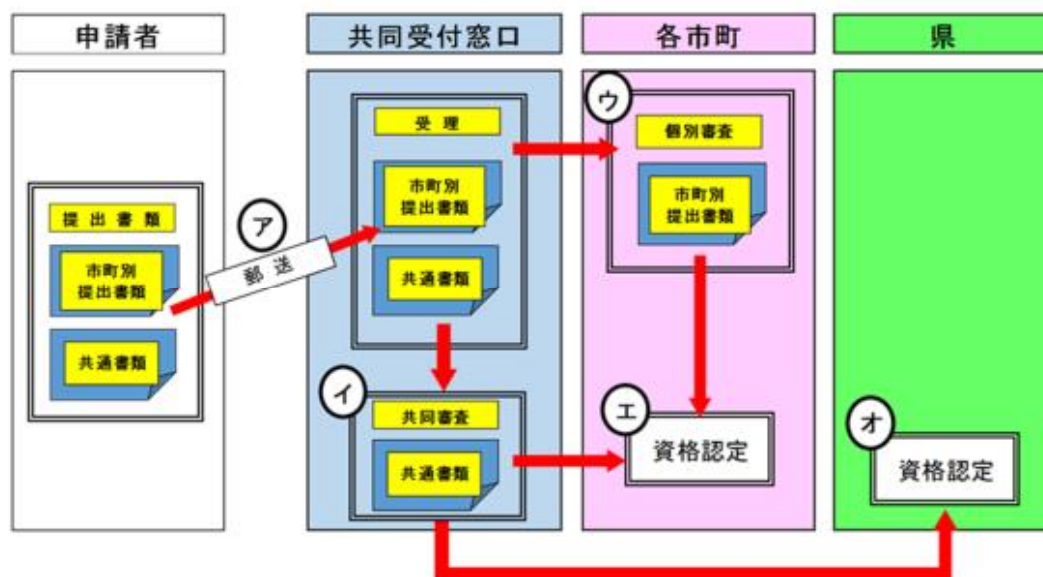 申請者
共同受付窓口
各市町
県
提出書類
市町別
提出書類
共通書類
ア
郵送
受理
市町別
提出書類
共通書類
イ
共同審査
共通書類
ウ
個別審査
市町別
提出書類
エ
資格認定
オ
資格認定